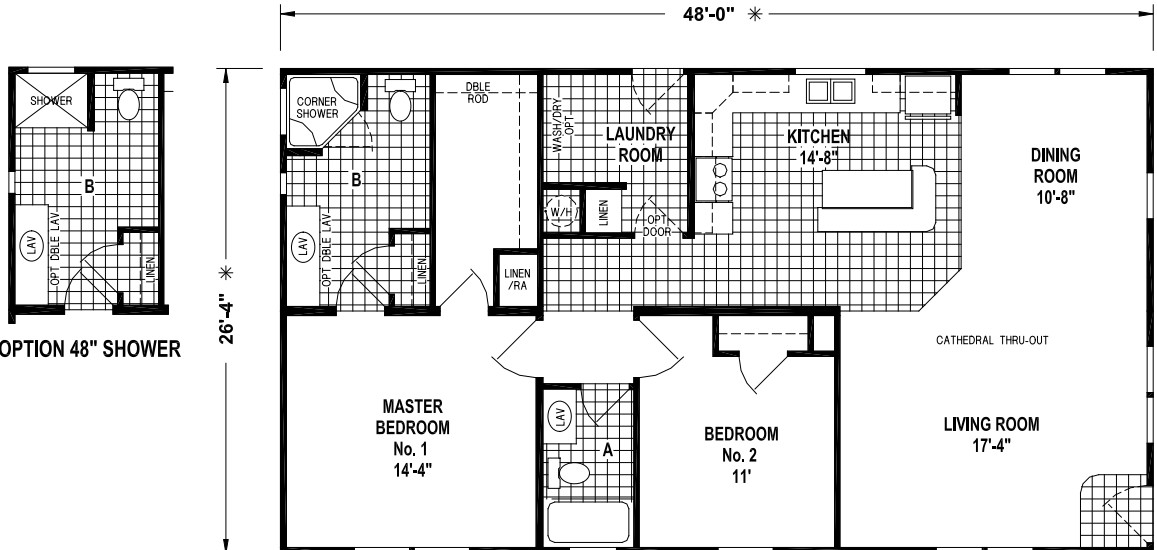 48'-0" ✳
SHOWER
B
LAV
OPT DBLE LAV
LINEN
OPTION 48" SHOWER
26'-4" ✳
CORNER
SHOWER
B
LAV
OPT DBLE LAV
LINEN
DBLE
ROD
LINEN
/RA
WASH/DRY
OPT
LAUNDRY
ROOM
W/H
LINEN
OPT
DOOR
KITCHEN
14'-8"
DINING
ROOM
10'-8"
CATHEDRAL THRU-OUT
MASTER
BEDROOM
No. 1
14'-4"
LAV
A
BEDROOM
No. 2
11'
LIVING ROOM
17'-4"